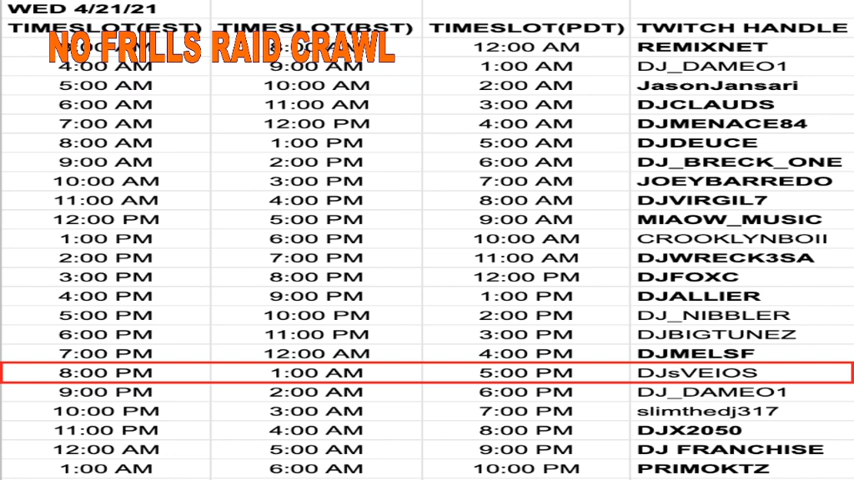 WED 4/21/21
TIMESLOT(EST) TIMESLOT(BST) TIMESLOT(PDT) TWITCH HANDLE
NO FRILLS RAID CRAWL
12:00 AM REMIXNET
4:00 AM 9:00 AM 1:00 AM DJ_DAMEO1
5:00 AM 10:00 AM 2:00 AM JasonJansari
6:00 AM 11:00 AM 3:00 AM DJCLAUDS
7:00 AM 12:00 PM 4:00 AM DJMENACE84
8:00 AM 1:00 PM 5:00 AM DJDEUCE
9:00 AM 2:00 PM 6:00 AM DJ_BRECK_ONE
10:00 AM 3:00 PM 7:00 AM JOEYBARREDO
11:00 AM 4:00 PM 8:00 AM DJVIRGIL7
12:00 PM 5:00 PM 9:00 AM MIAOW_MUSIC
1:00 PM 6:00 PM 10:00 AM CROOKLYNBOII
2:00 PM 7:00 PM 11:00 AM DJWRECK3SA
3:00 PM 8:00 PM 12:00 PM DJFOXC
4:00 PM 9:00 PM 1:00 PM DJALLIER
5:00 PM 10:00 PM 2:00 PM DJ_NIBBLER
6:00 PM 11:00 PM 3:00 PM DJBIGTUNEZ
7:00 PM 12:00 AM 4:00 PM DJMELSF
8:00 PM 1:00 AM 5:00 PM DJsVEIOS
9:00 PM 2:00 AM 6:00 PM DJ_DAMEO1
10:00 PM 3:00 AM 7:00 PM slimthedj317
11:00 PM 4:00 AM 8:00 PM DJX2050
12:00 AM 5:00 AM 9:00 PM DJ FRANCHISE
1:00 AM 6:00 AM 10:00 PM PRIMOKTZ